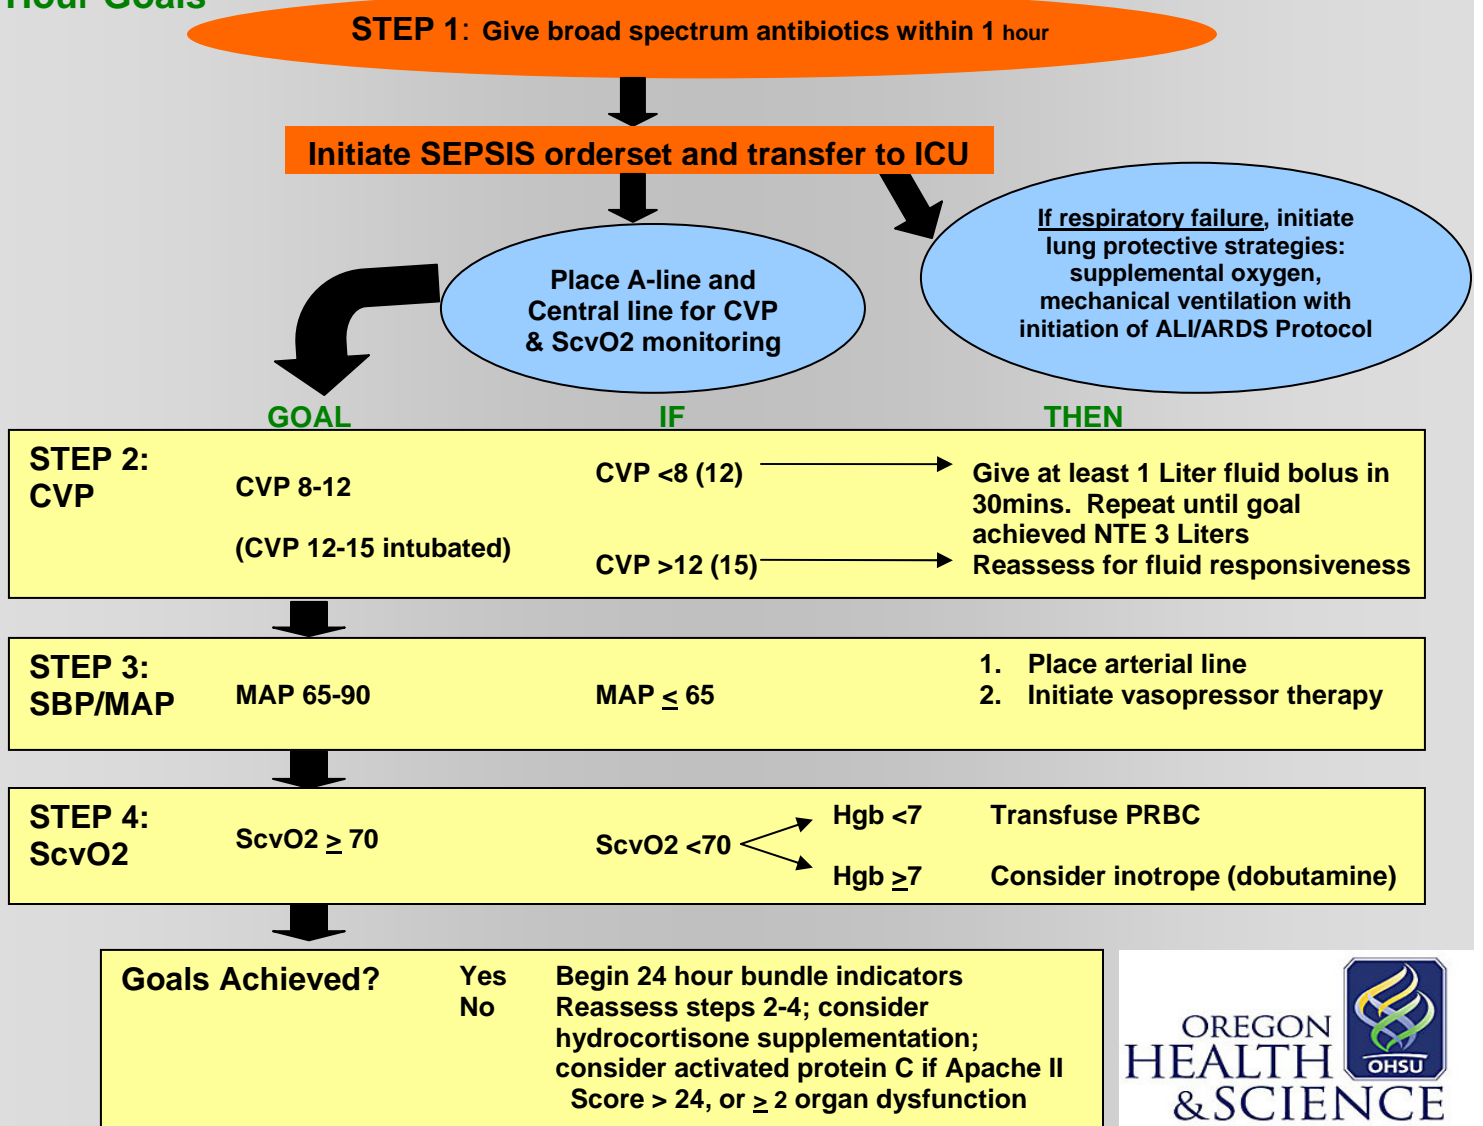 Hour Goals
STEP 1: Give broad spectrum antibiotics within 1 hour
Initiate SEPSIS orderset and transfer to ICU
Place A-line and
Central line for CVP
& ScvO2 monitoring
If respiratory failure, initiate
lung protective strategies:
supplemental oxygen,
mechanical ventilation with
initiation of ALI/ARDS Protocol
GOAL IF THEN
STEP 2:
CVP
CVP 8-12
(CVP 12-15 intubated)
CVP <8 (12)
CVP >12 (15)
Give at least 1 Liter fluid bolus in
30mins. Repeat until goal
achieved NTE 3 Liters
Reassess for fluid responsiveness
STEP 3:
SBP/MAP
MAP 65-90
MAP ≤ 65
1. Place arterial line
2. Initiate vasopressor therapy
STEP 4:
ScvO2
ScvO2 ≥ 70
ScvO2 <70
Hgb <7 Transfuse PRBC
Hgb ≥7 Consider inotrope (dobutamine)
Goals Achieved?
Yes Begin 24 hour bundle indicators
No Reassess steps 2-4; consider
hydrocortisone supplementation;
consider activated protein C if Apache II
Score > 24, or ≥ 2 organ dysfunction
OREGON
HEALTH
&SCIENCE
OHSU